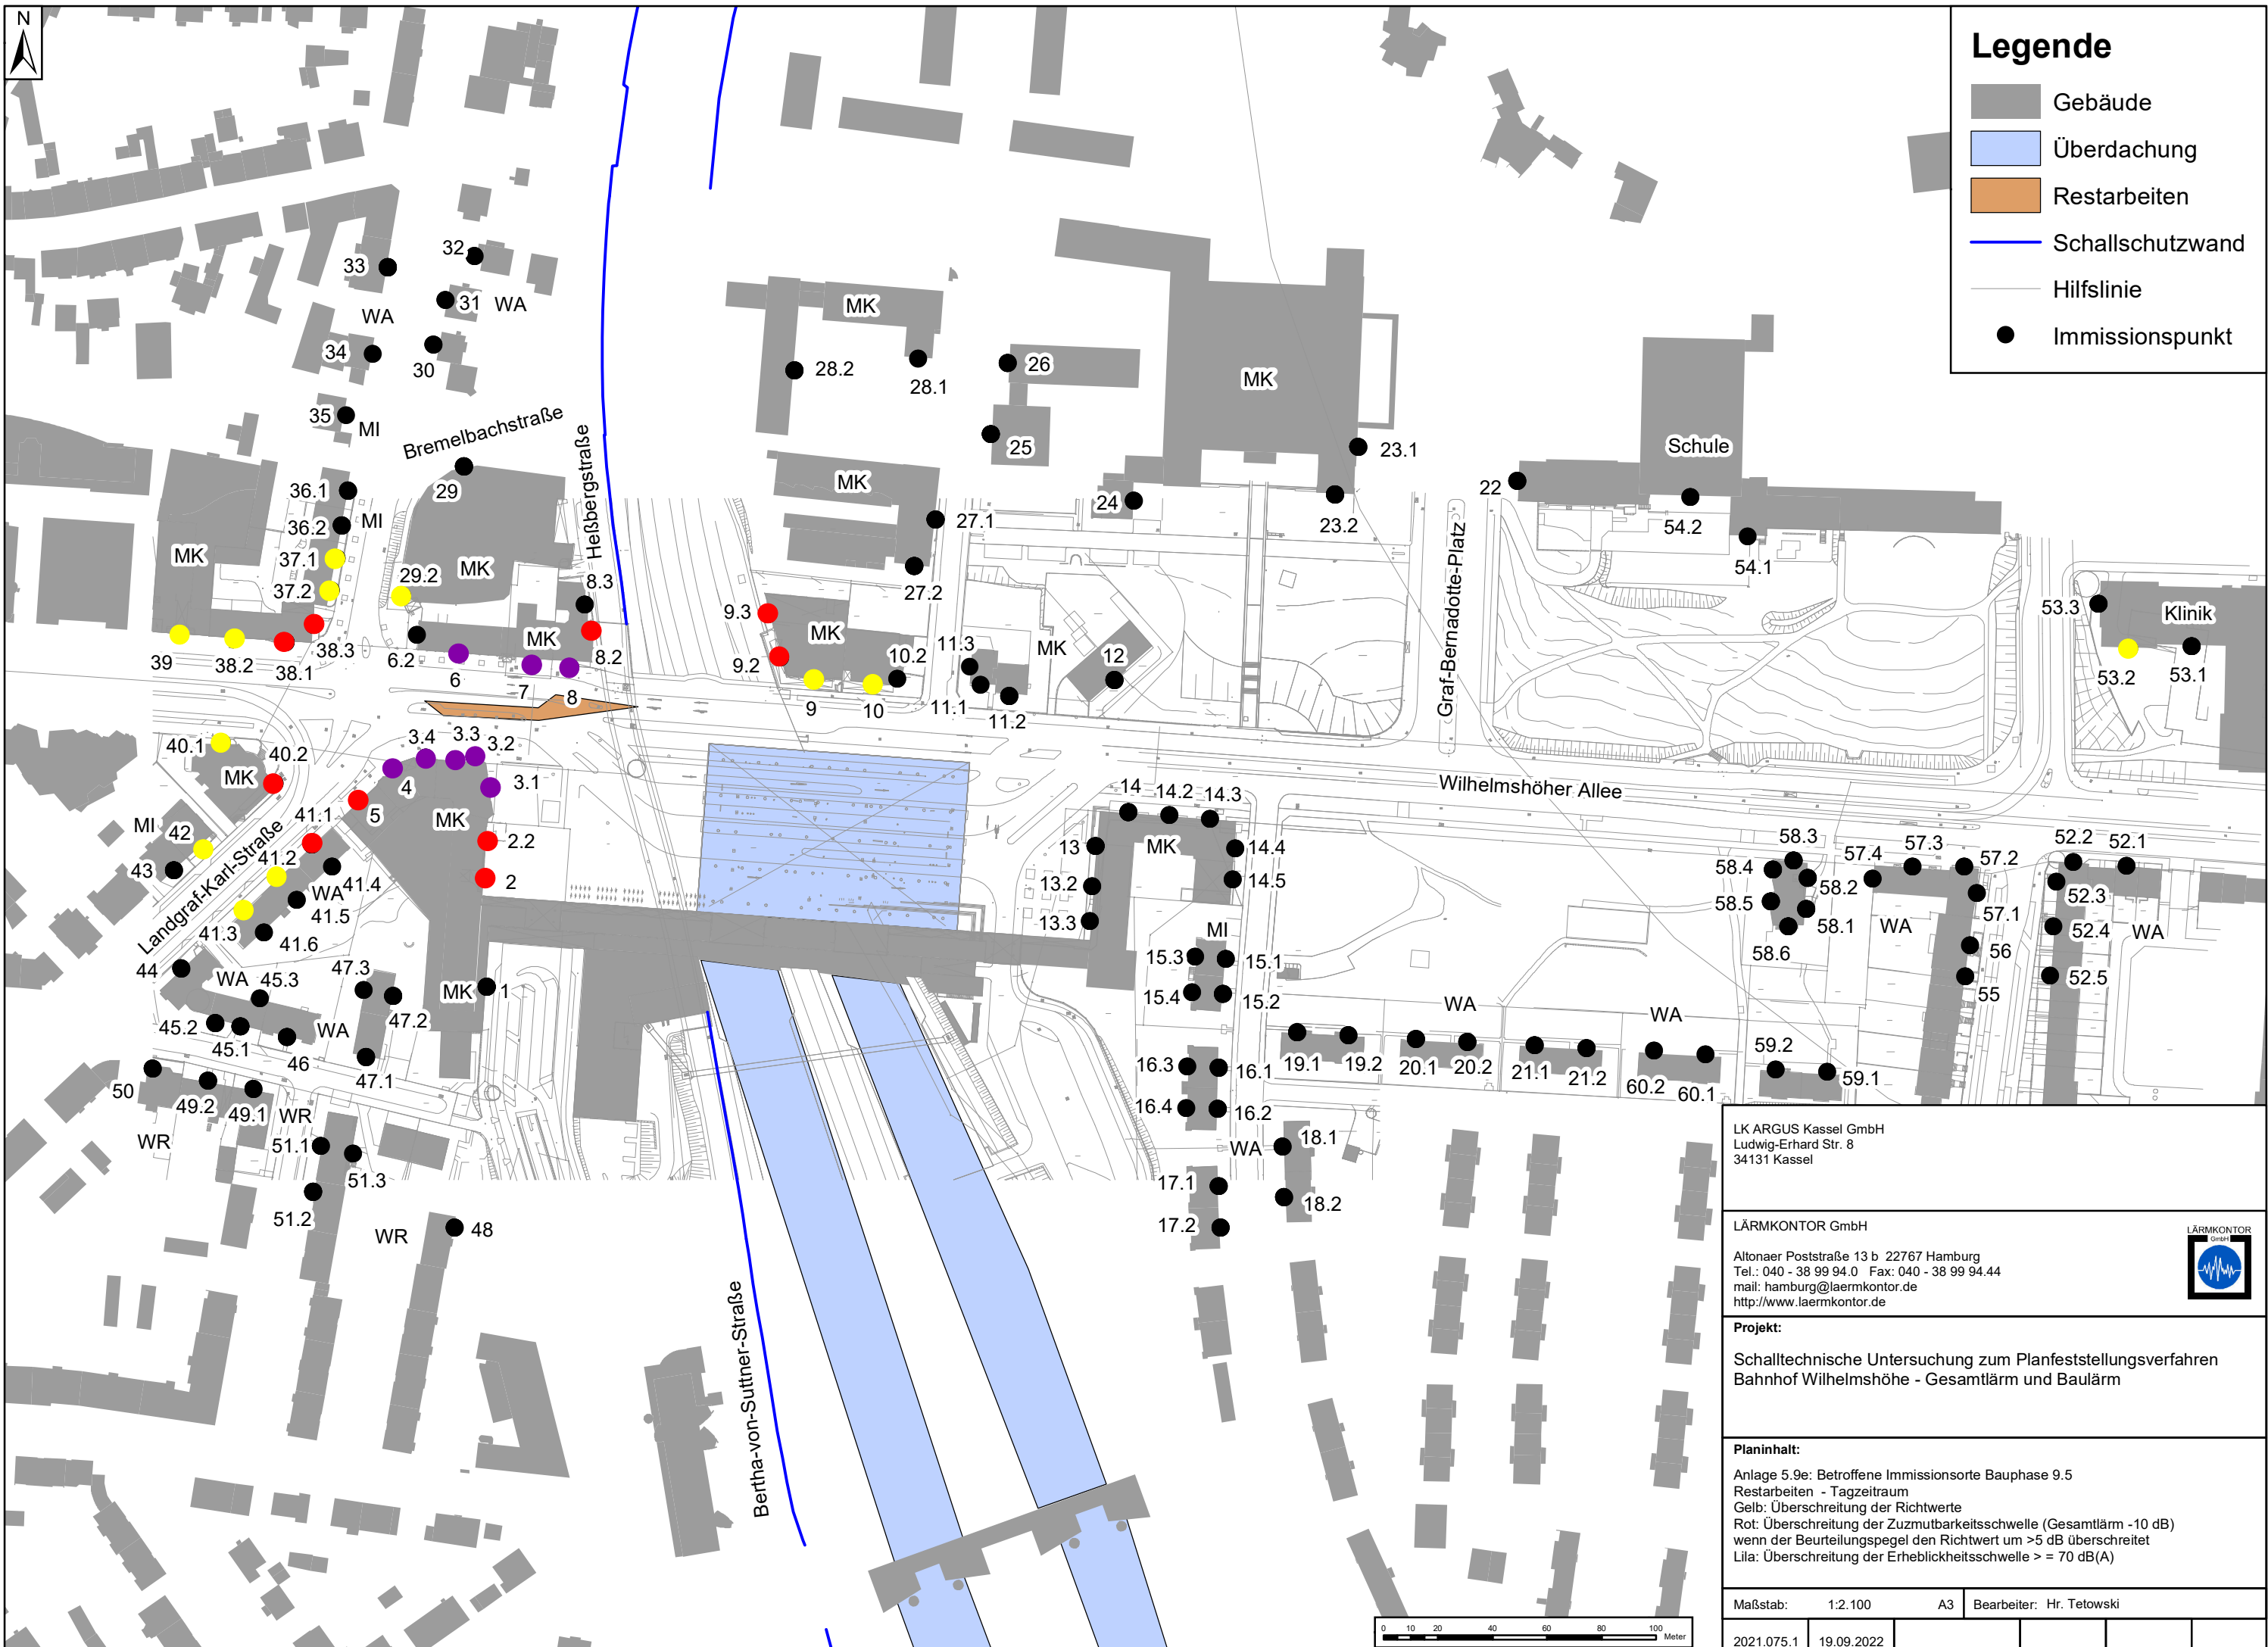 N
Legende
Gebäude
Überdachung
Restarbeiten
Schallschutzwand
Hilfslinie
Immissionspunkt
32
33
31
WA
WA
34
30
35
MI
Bremelbachstraße
Heßbergstraße
29
36.1
36.2
MI
MK
37.1
37.2
29.2
MK
8.3
39
38.2
38.1
38.3
6.2
6
7
MK
8
8.2
MK
28.2
28.1
26
25
MK
MK
27.1
27.2
24
23.1
23.2
9.3
9.2
MK
9
10
10.2
11.3
11.1
11.2
MK
12
Graf-Bernadotte-Platz
22
Schule
54.2
54.1
53.3
Klinik
53.2
53.1
40.1
40.2
MK
3.4
3.3
3.2
3.1
4
5
MK
2.2
2
MI
42
43
41.1
41.2
41.3
WA
41.4
41.5
41.6
Landgraf-Karl-Straße
44
WA
45.3
45.2
45.1
46
WA
47.3
47.2
47.1
MK
1
50
49.2
49.1
WR
WR
51.1
51.3
51.2
WR
48
Wilhelmshöher Allee
14
14.2
14.3
13
MK
14.4
13.2
14.5
13.3
MI
15.3
15.1
15.4
15.2
16.3
16.1
16.4
16.2
WA
18.1
17.1
18.2
17.2
19.1
19.2
WA
20.1
20.2
21.1
21.2
WA
60.2
60.1
59.2
59.1
58.3
58.4
58.2
58.5
58.1
58.6
57.4
57.3
57.2
57.1
WA
56
55
52.2
52.1
52.3
52.4
WA
52.5
Bertha-von-Suttner-Straße
0 10 20 40 60 80 100
Meter
LK ARGUS Kassel GmbH
Ludwig-Erhard Str. 8
34131 Kassel
LÄRMKONTOR GmbH
Altonaer Poststraße 13 b 22767 Hamburg
Tel.: 040 - 38 99 94.0 Fax: 040 - 38 99 94.44
mail: hamburg@laermkontor.de
http://www.laermkontor.de
LÄRMKONTOR
GmbH
Projekt:
Schalltechnische Untersuchung zum Planfeststellungsverfahren
Bahnhof Wilhelmshöhe - Gesamtlärm und Baulärm
Planinhalt:
Anlage 5.9e: Betroffene Immissionsorte Bauphase 9.5
Restarbeiten - Tagzeitraum
Gelb: Überschreitung der Richtwerte
Rot: Überschreitung der Zuzmutbarkeitsschwelle (Gesamtlärm -10 dB)
wenn der Beurteilungspegel den Richtwert um >5 dB überschreitet
Lila: Überschreitung der Erheblickheitsschwelle > = 70 dB(A)
Maßstab: 1:2.100 A3 Bearbeiter: Hr. Tetowski
2021.075.1 19.09.2022